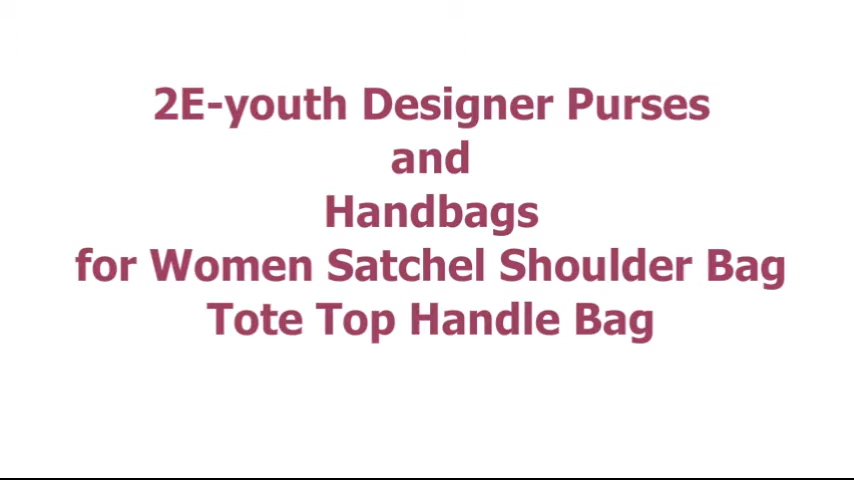 2E-youth Designer Purses
and
Handbags
for Women Satchel Shoulder Bag
Tote Top Handle Bag